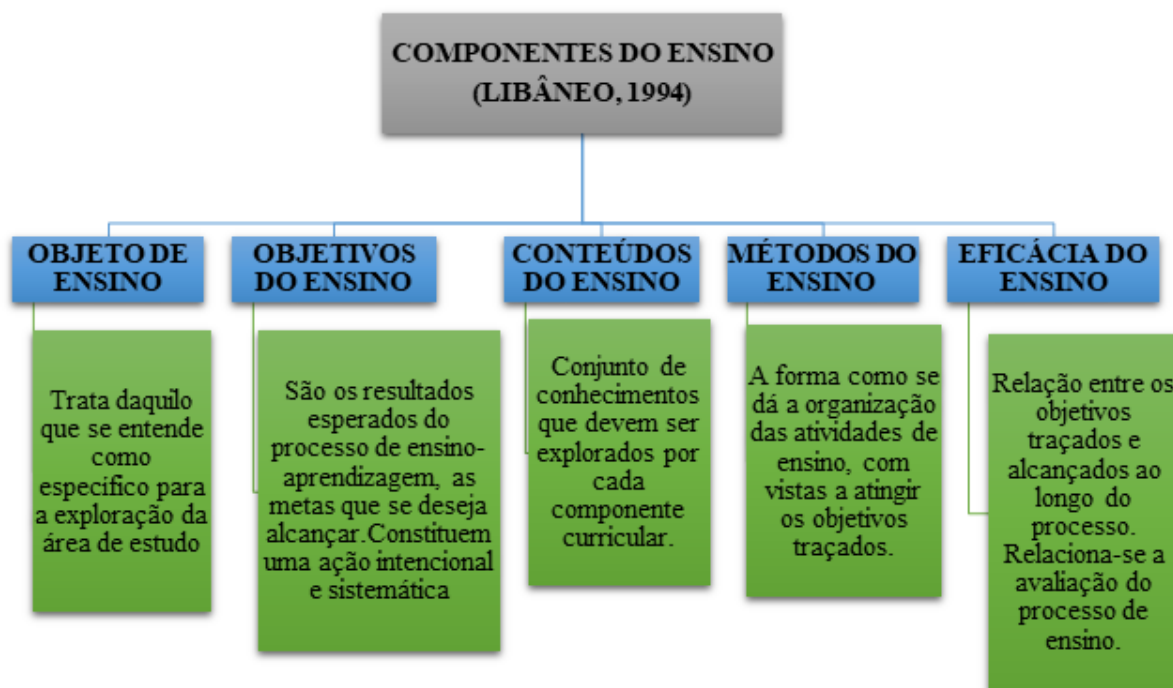 COMPONENTES DO ENSINO
(LIBÂNEO, 1994)
OBJETO DE
ENSINO
Trata daquilo
que se entende
como
específico para
a exploração da
área de estudo
OBJETIVOS
DO ENSINO
São os resultados
esperados do
processo de ensino-
aprendizagem, as
metas que se deseja
alcançar.Constituem
uma ação intencional
e sistemática
CONTEÚDOS
DO ENSINO
Conjunto de
conhecimentos
que devem ser
explorados por
cada
componente
curricular.
MÉTODOS DO
ENSINO
A forma como se
dá a organização
das atividades de
ensino, com
vistas a atingir
os objetivos
traçados.
EFICÁCIA DO
ENSINO
Relação entre os
objetivos
traçados e
alcançados ao
longo do
processo.
Relaciona-se a
avaliação do
processo de
ensino.